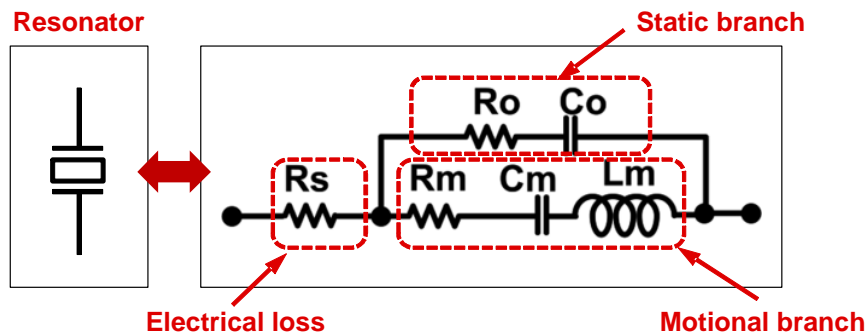 Resonator
Static branch
Ro Co
Rs Rm Cm Lm
Electrical loss
Motional branch